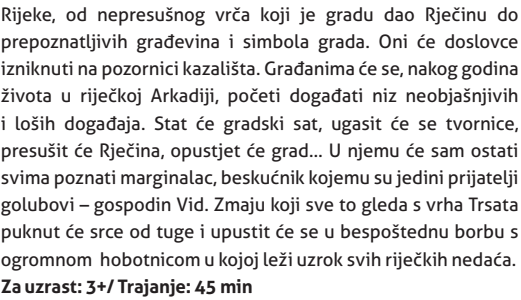 Rijeke, od nepresušnog vrča koji je gradu dao Rječinu do
prepoznatljivih građevina i simbola grada. Oni će doslovce
izniknuti na pozornici kazališta. Građanima će se, nakog godina
života u riječkoj Arkadiji, početi događati niz neobjašnjivih
i loših događaja. Stat će gradski sat, ugasit će se tvornice,
presušit će Rječina, opustjet će grad... U njemu će sam ostati
svima poznati marginalac, beskućnik kojemu su jedini prijatelji
golubovi – gospodin Vid. Zmaju koji sve to gleda s vrha Trsata
puknut će srce od tuge i upustit će se u bespoštednu borbu s
ogromnom hobotnicom u kojoj leži uzrok svih riječkih nedaća.
Za uzrast: 3+/ Trajanje: 45 min